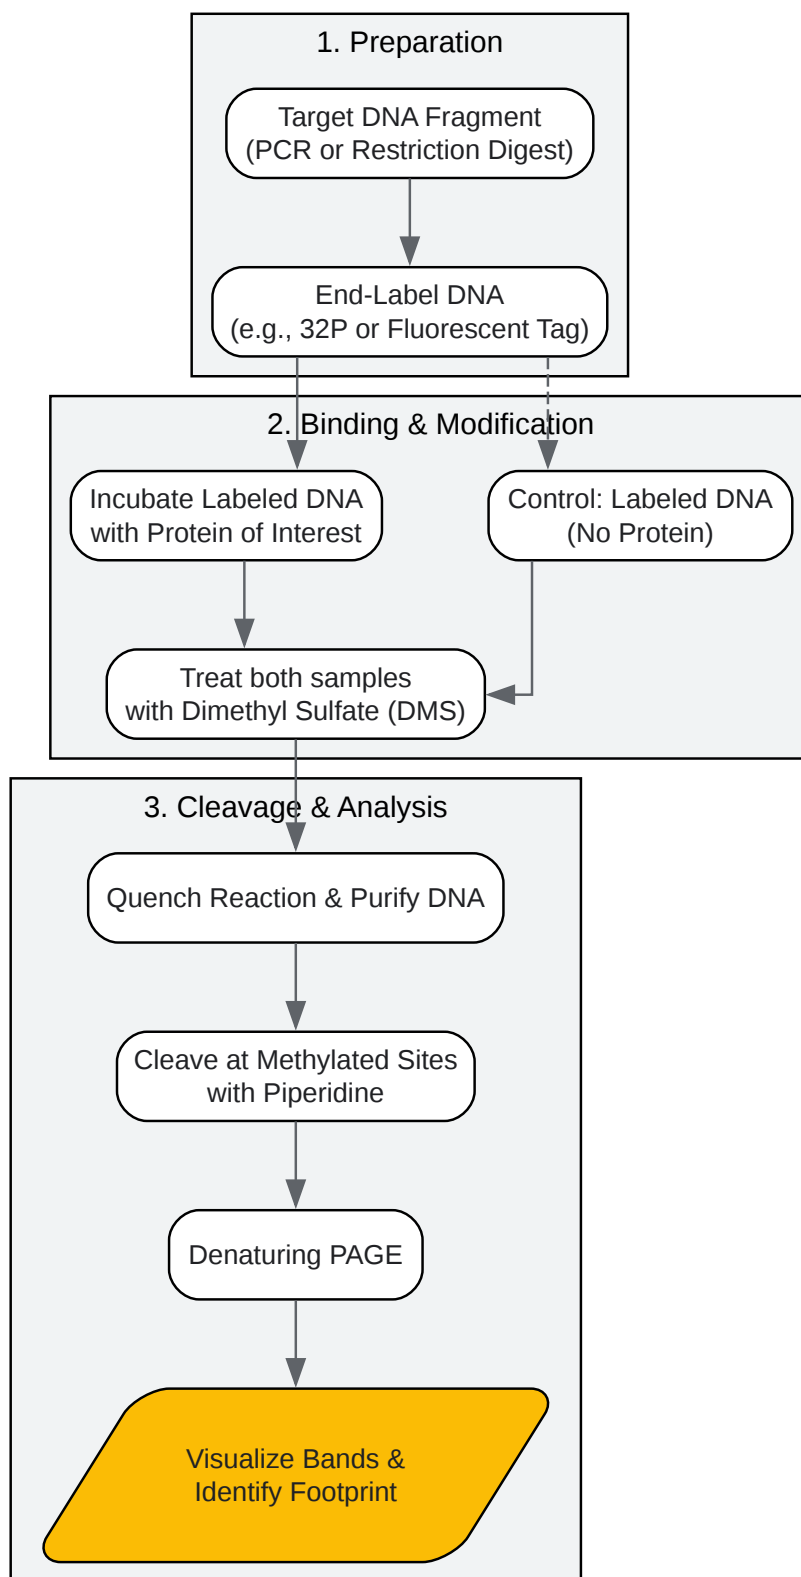 1. Preparation
Target DNA Fragment
(PCR or Restriction Digest)
End-Label DNA
(e.g., 32P or Fluorescent Tag)
2. Binding & Modification
Incubate Labeled DNA
with Protein of Interest
Control: Labeled DNA
(No Protein)
Treat both samples
with Dimethyl Sulfate (DMS)
3. Cleavage & Analysis
Quench Reaction & Purify DNA
Cleave at Methylated Sites
with Piperidine
Denaturing PAGE
Visualize Bands &
Identify Footprint